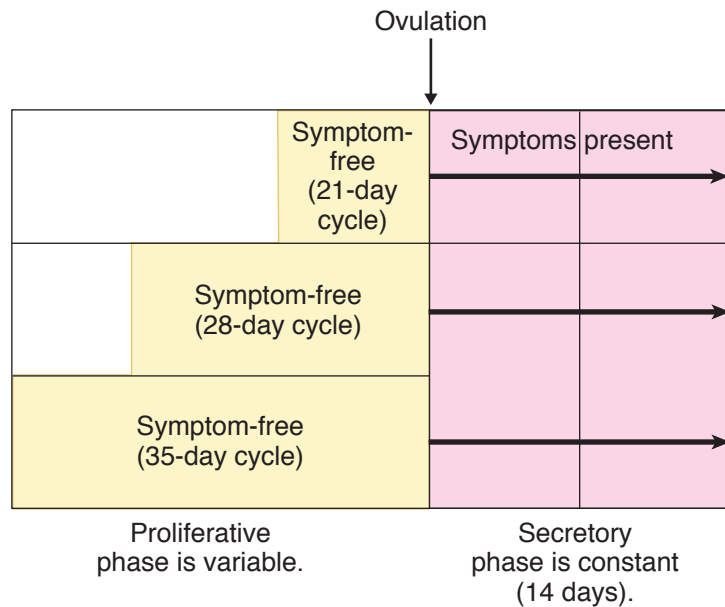 Ovulation
Symptom-
free
(21-day
cycle)
Symptoms present
Symptom-free
(28-day cycle)
Symptom-free
(35-day cycle)
Proliferative
phase is variable.
Secretory
phase is constant
(14 days).